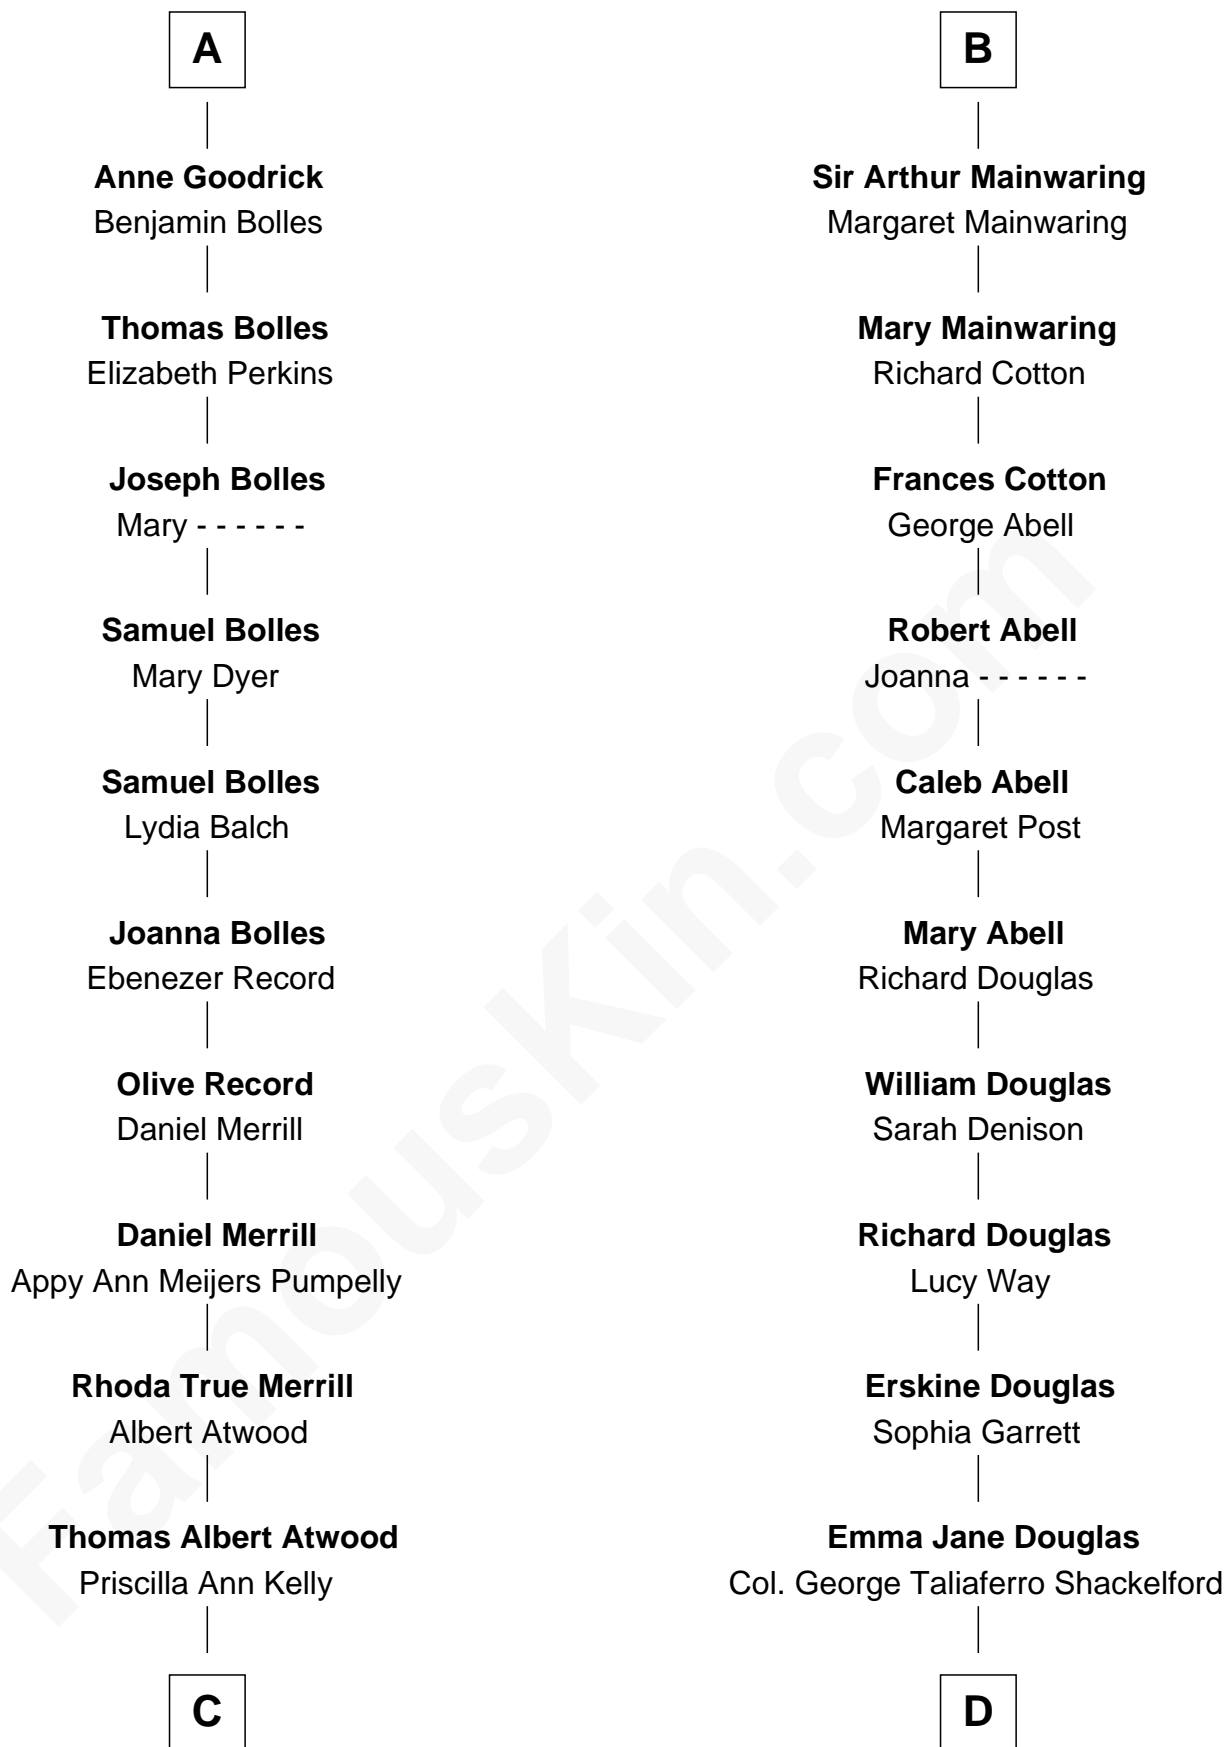 A
Anne Goodrick
Benjamin Bolles
Thomas Bolles
Elizabeth Perkins
Joseph Bolles
Mary - - - - - -
Samuel Bolles
Mary Dyer
Samuel Bolles
Lydia Balch
Joanna Bolles
Ebenezer Record
Olive Record
Daniel Merrill
Daniel Merrill
Appy Ann Meijers Pumpelly
Rhoda True Merrill
Albert Atwood
Thomas Albert Atwood
Priscilla Ann Kelly
C
B
Sir Arthur Mainwaring
Margaret Mainwaring
Mary Mainwaring
Richard Cotton
Frances Cotton
George Abell
Robert Abell
Joanna - - - - - -
Caleb Abell
Margaret Post
Mary Abell
Richard Douglas
William Douglas
Sarah Denison
Richard Douglas
Lucy Way
Erskine Douglas
Sophia Garrett
Emma Jane Douglas
Col. George Taliaferro Shackelford
D
FamousKin.com